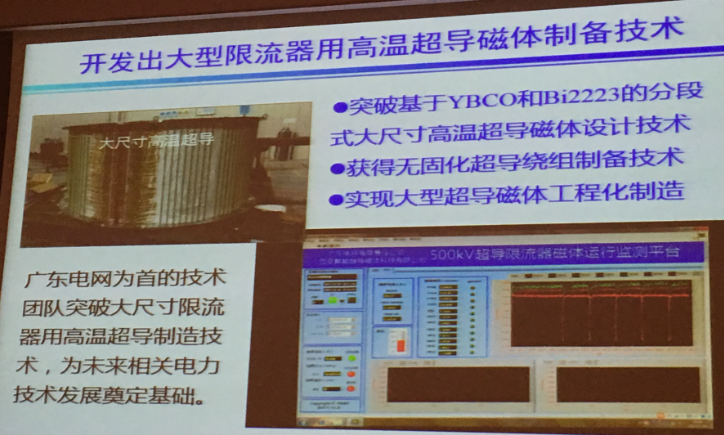 开发出大型限流器用高温超导磁体制备技术
大尺寸高温超导
●突破基于YBCO和Bi2223的分段
式大尺寸高温超导磁体设计技术
●获得无固化超导绕组制备技术
●实现大型超导磁体工程化制造
广东电网为首的技术
团队突破大尺寸限流
器用高温超导制造技
术，为未来相关电力
技术发展奠定基础。
500kV超导限流器磁体运行监测平台